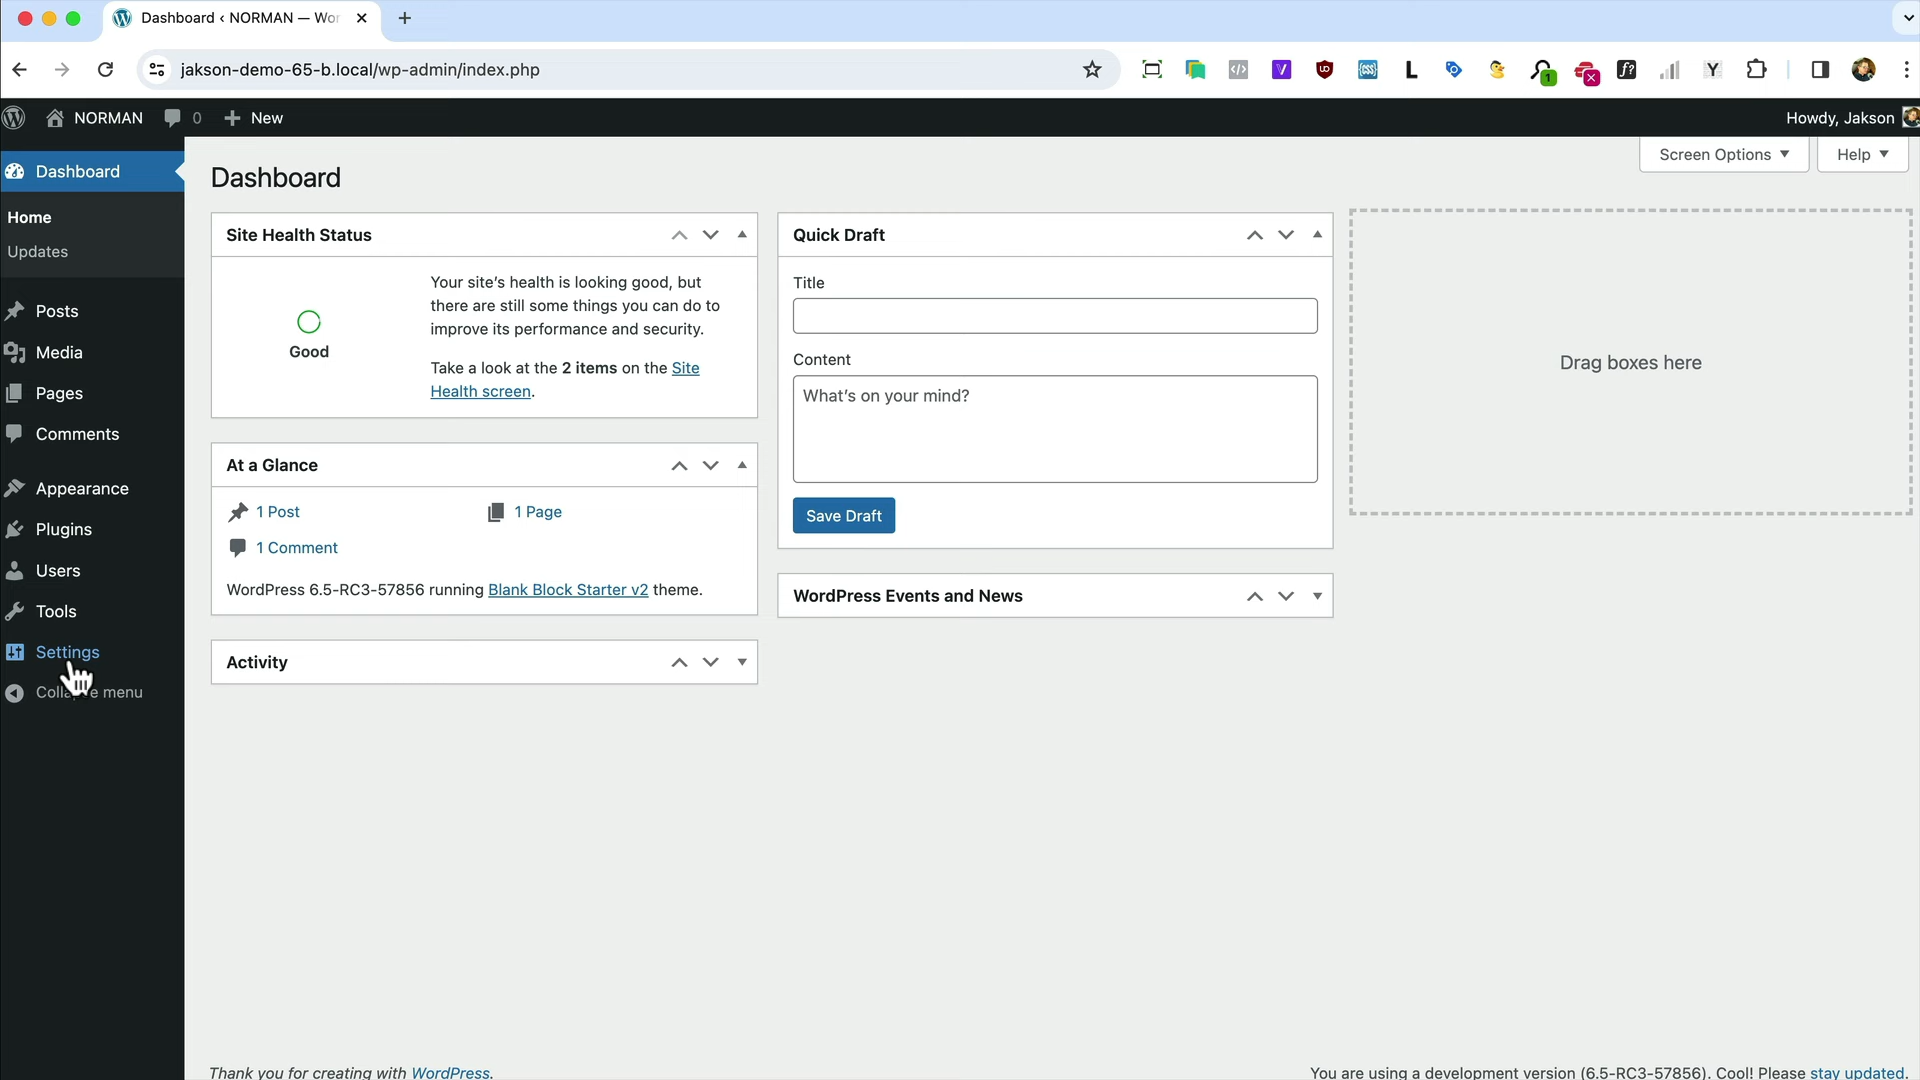 Dashboard ‹ NORMAN — Wor
jakson-demo-65-b.local/wp-admin/index.php
NORMAN 0 New
Howdy, Jakson
Dashboard
Home
Updates
Posts
Media
Pages
Comments
Appearance
Plugins
Users
Tools
Settings
Collapse menu
Screen Options
Help
Dashboard
Site Health Status
Good
Your site’s health is looking good, but
there are still some things you can do to
improve its performance and security.
Take a look at the 2 items on the Site
Health screen.
At a Glance
1 Post
1 Page
1 Comment
WordPress 6.5-RC3-57856 running Blank Block Starter v2 theme.
Activity
Quick Draft
Title
Content
What’s on your mind?
Save Draft
WordPress Events and News
Drag boxes here
Thank you for creating with WordPress.
You are using a development version (6.5-RC3-57856). Cool! Please stay updated.